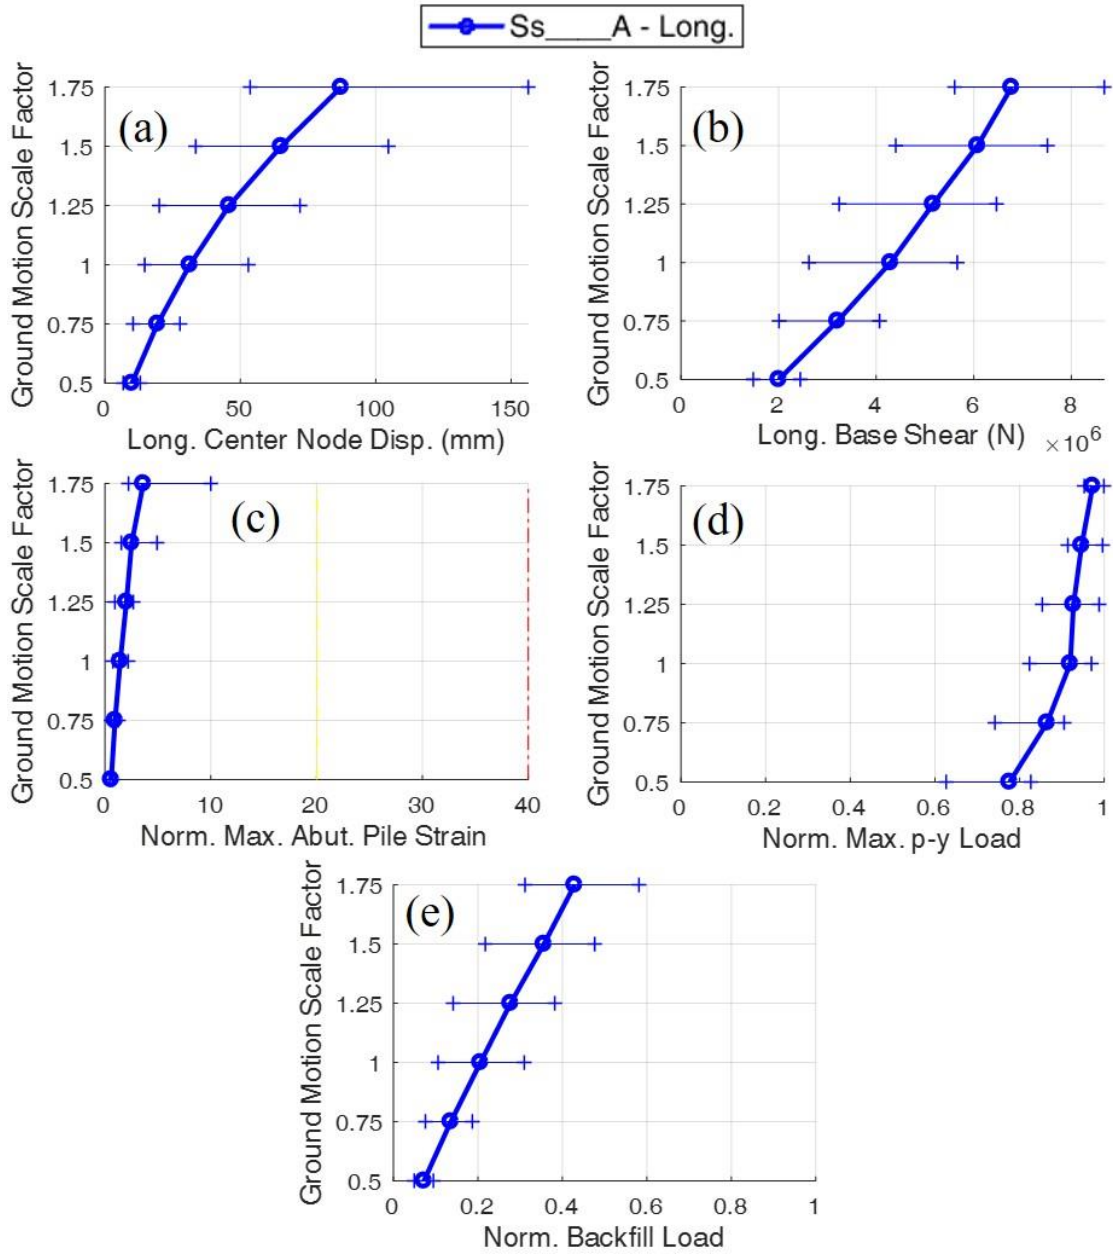 Ss____A - Long.
(a)
Ground Motion Scale Factor
1.75
1.5
1.25
1
0.75
0.5
0 50 100 150
Long. Center Node Disp. (mm)
(b)
Ground Motion Scale Factor
1.75
1.5
1.25
1
0.75
0.5
0 2 4 6 8
Long. Base Shear (N) ×10^6
(c)
Ground Motion Scale Factor
1.75
1.5
1.25
1
0.75
0.5
0 10 20 30 40
Norm. Max. Abut. Pile Strain
(d)
Ground Motion Scale Factor
1.75
1.5
1.25
1
0.75
0.5
0 0.2 0.4 0.6 0.8 1
Norm. Max. p-y Load
(e)
Ground Motion Scale Factor
1.75
1.5
1.25
1
0.75
0.5
0 0.2 0.4 0.6 0.8 1
Norm. Backfill Load